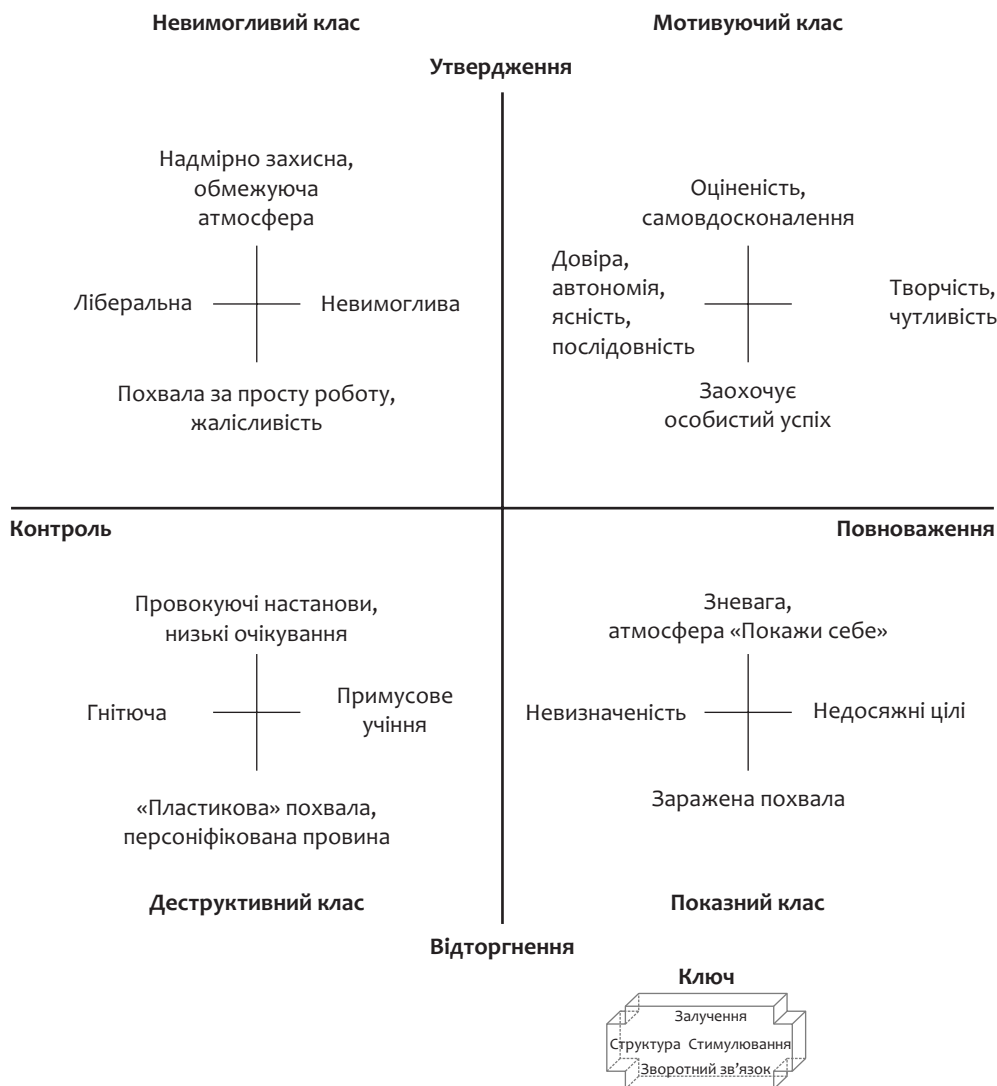 Невимогливий клас
Мотивуючий клас
Утвердження
Надмірно захисна,
обмежуюча
атмосфера
Ліберальна
Невимоглива
Похвала за просту роботу,
жалісливість
Оціненість,
самовдосконалення
Довіра,
автономія,
ясність,
послідовність
Творчість,
чутливість
Заохочує
особистий успіх
Контроль
Повноваження
Провокуючі настанови,
низькі очікування
Гнітюча
Примусове
учіння
«Пластикова» похвала,
персоніфікована провина
Зневага,
атмосфера «Покажи себе»
Невизначеність
Недосяжні цілі
Заражена похвала
Деструктивний клас
Показний клас
Відторгнення
Ключ
Залучення
Структура Стимулювання
Зворотний зв'язок